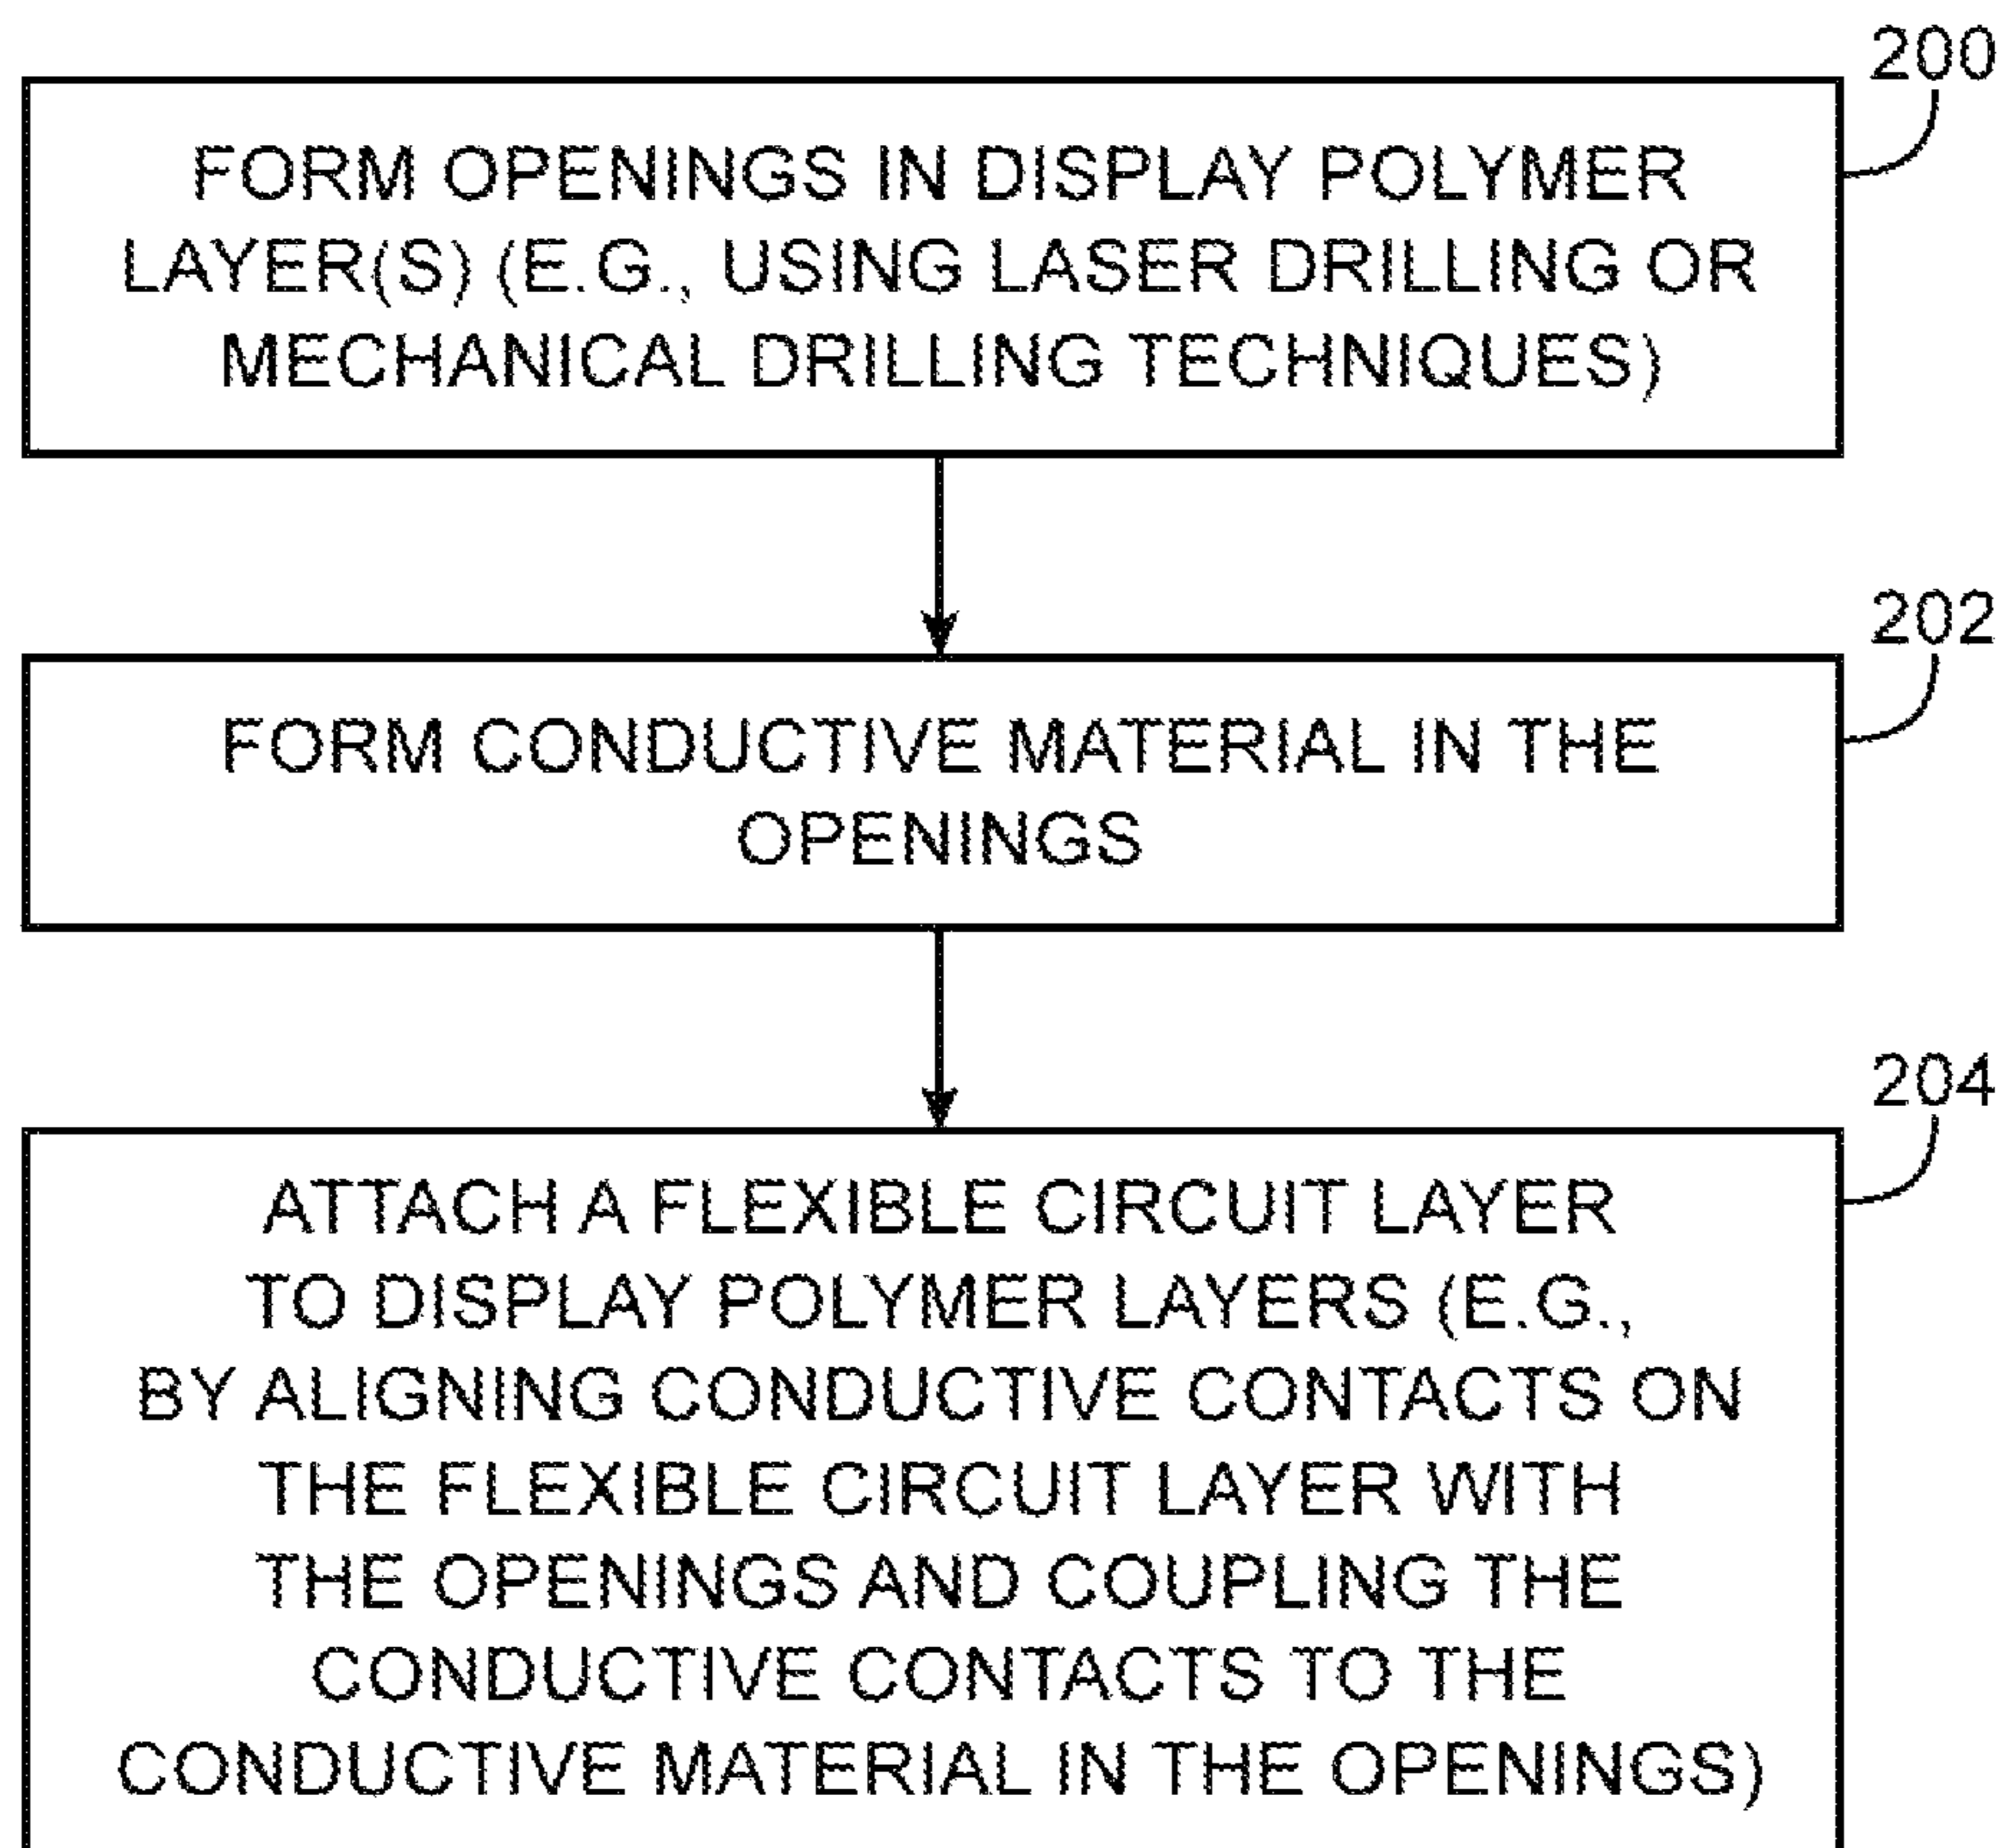 200
FORM OPENINGS IN DISPLAY POLYMER
LAYER(S) (E.G., USING LASER DRILLING OR
MECHANICAL DRILLING TECHNIQUES)
202
FORM CONDUCTIVE MATERIAL IN THE
OPENINGS
204
ATTACH A FLEXIBLE CIRCUIT LAYER
TO DISPLAY POLYMER LAYERS (E.G.,
BY ALIGNING CONDUCTIVE CONTACTS ON
THE FLEXIBLE CIRCUIT LAYER WITH
THE OPENINGS AND COUPLING THE
CONDUCTIVE CONTACTS TO THE
CONDUCTIVE MATERIAL IN THE OPENINGS)